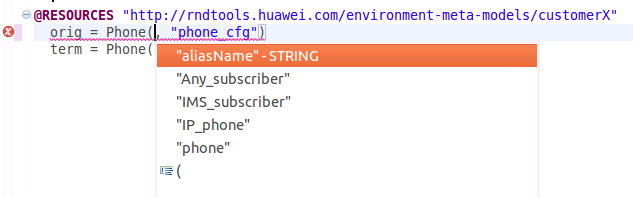 @RESOURCES "http://rndtools.huawei.com/environment-meta-models/customerX"
orig = Phone(, "phone_cfg")
term = Phone(
"aliasName" - STRING
"Any_subscriber"
"IMS_subscriber"
"IP_phone"
"phone"
(